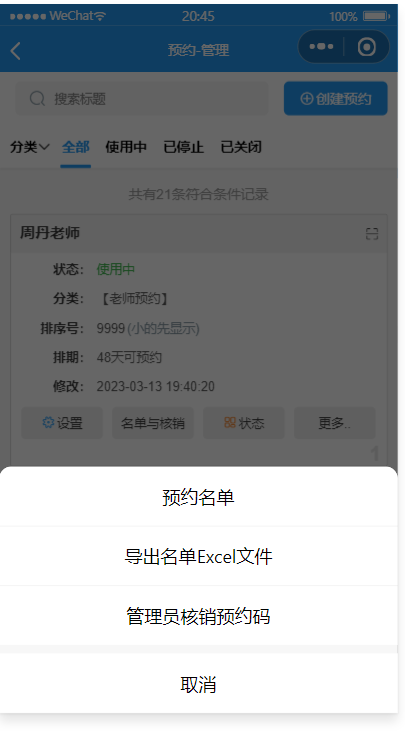 ●●●●● WeChat 20:45 100%
预约-管理
搜索标题 创建预约
分类 全部 使用中 已停止 已关闭
共有21条符合条件记录
周丹老师
状态: 使用中
分类: 【老师预约】
排序号: 9999 (小的先显示)
排期: 48天可预约
修改: 2023-03-13 19:40:20
设置 名单与核销 状态 更多..
1
预约名单
导出名单Excel文件
管理员核销预约码
取消